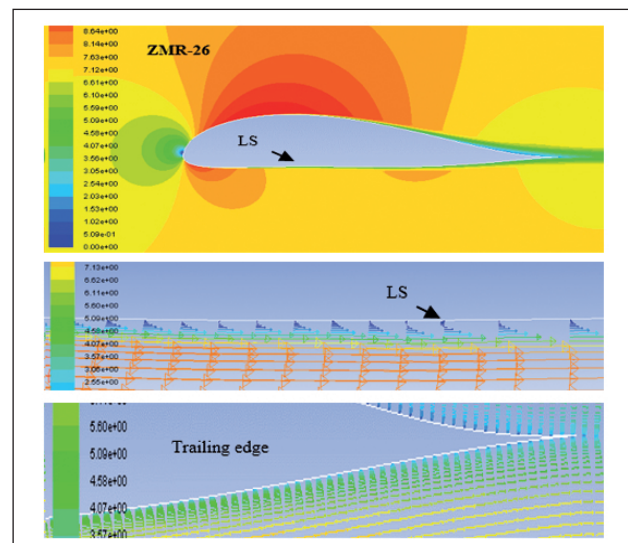 8.64e+00
8.14e+00
7.63e+00
7.12e+00
6.61e+00
6.10e+00
5.59e+00
5.09e+00
4.58e+00
4.07e+00
3.56e+00
3.05e+00
2.54e+00
2.03e+00
1.53e+00
1.02e+00
5.09e-01
0.00e+00
ZMR-26
LS
7.13e+00
6.62e+00
6.11e+00
5.60e+00
5.09e+00
4.58e+00
4.07e+00
3.57e+00
3.06e+00
2.55e+00
LS
5.60e+00
5.09e+00
4.58e+00
4.07e+00
3.57e+00
Trailing edge